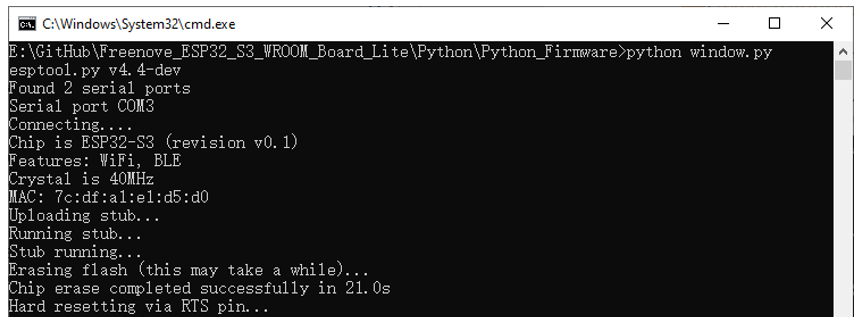 C:\Windows\System32\cmd.exe
E:\GitHub\Freenove_ESP32_S3_WROOM_Board_Lite\Python\Python_Firmware>python window.py
esptool.py v4.4-dev
Found 2 serial ports
Serial port COM3
Connecting....
Chip is ESP32-S3 (revision v0.1)
Features: WiFi, BLE
Crystal is 40MHz
MAC: 7c:df:a1:e1:d5:d0
Uploading stub...
Running stub...
Stub running...
Erasing flash (this may take a while)...
Chip erase completed successfully in 21.0s
Hard resetting via RTS pin...